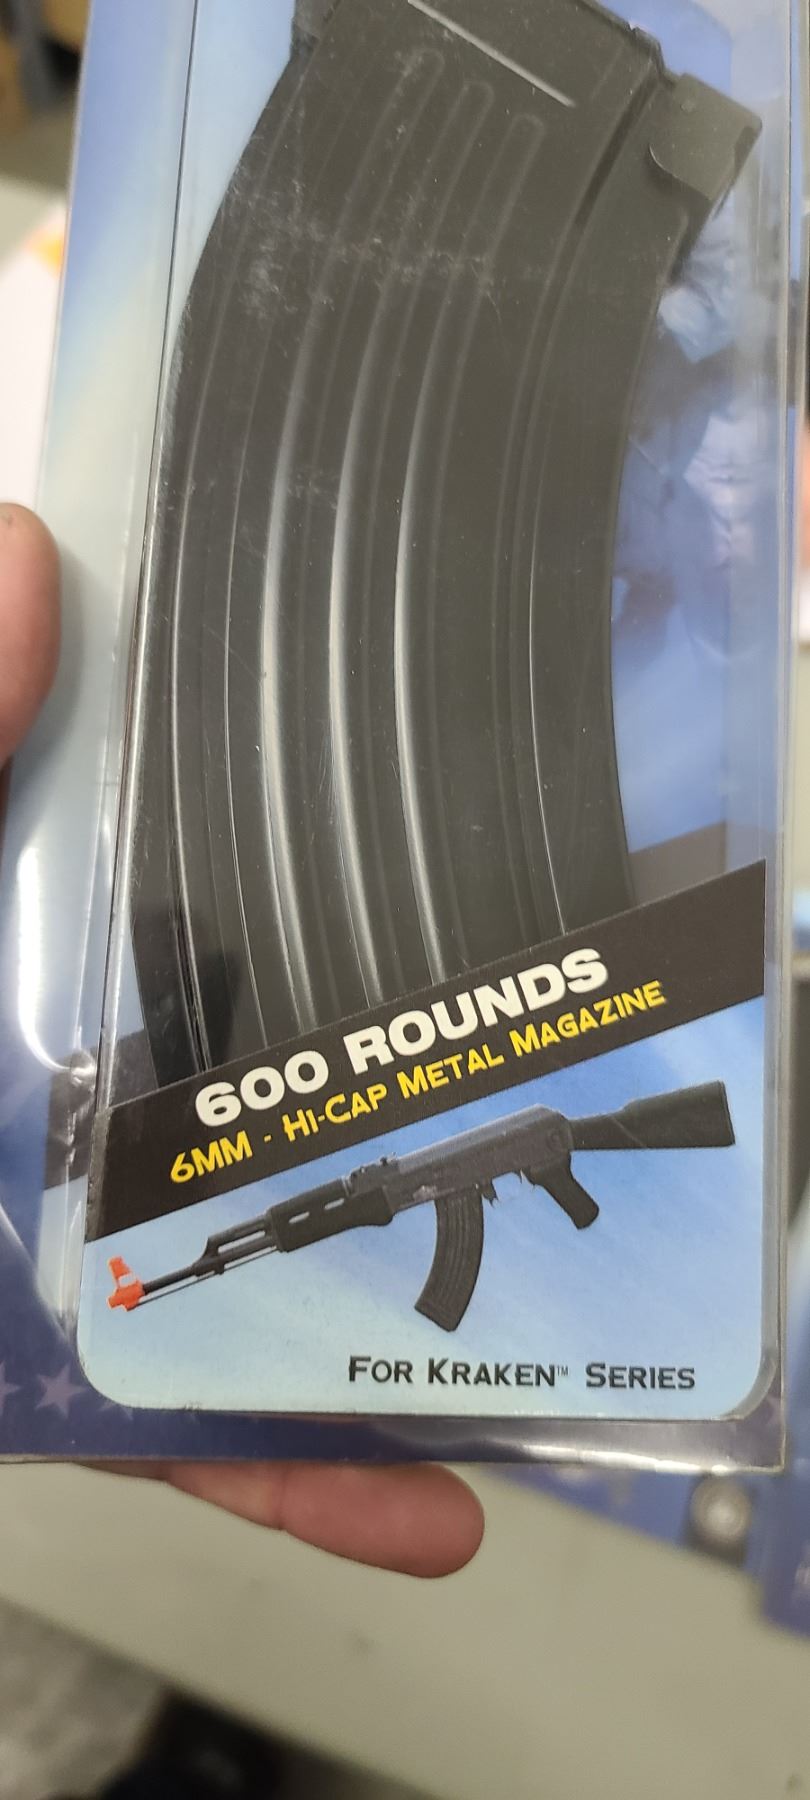 600 ROUNDS
6MM - HI-CAP METAL MAGAZINE
FOR KRAKEN™ SERIES